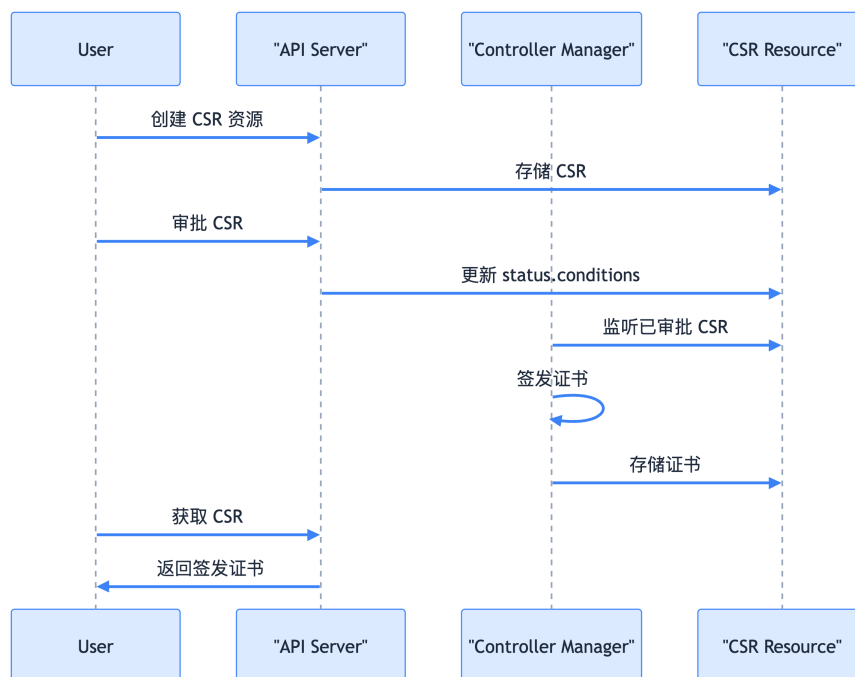 User
"API Server"
"Controller Manager"
"CSR Resource"
创建 CSR 资源
存储 CSR
审批 CSR
更新 status.conditions
监听已审批 CSR
签发证书
存储证书
获取 CSR
返回签发证书
User
"API Server"
"Controller Manager"
"CSR Resource"